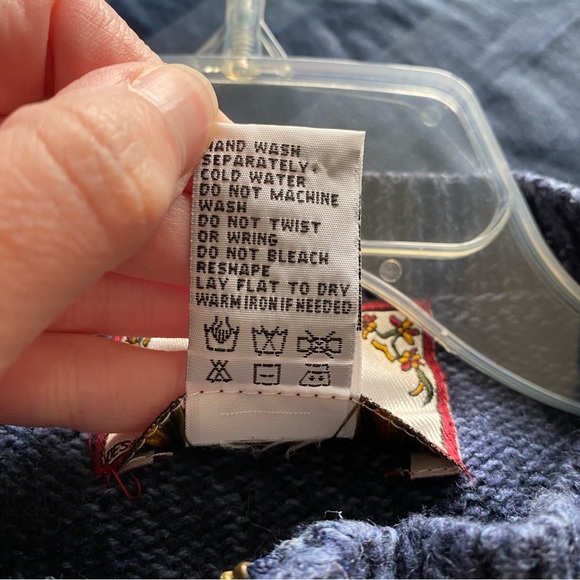 HAND WASH
SEPARATELY.
COLD WATER
DO NOT MACHINE
WASH
DO NOT TWIST
OR WRING
DO NOT BLEACH
RESHAPE
LAY FLAT TO DRY
WARM IRON IF NEEDED